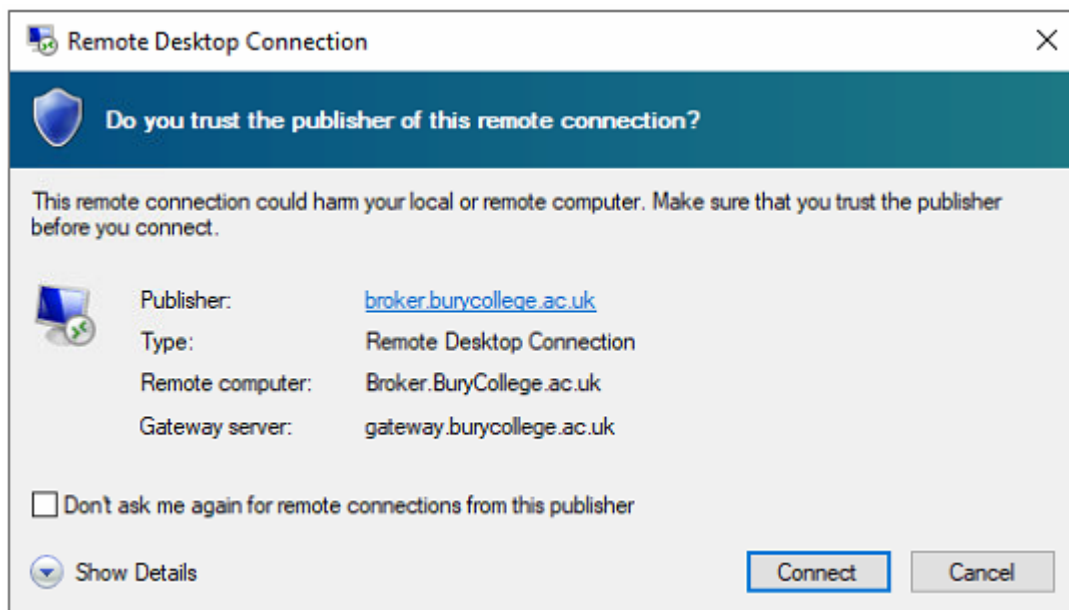 Remote Desktop Connection
Do you trust the publisher of this remote connection?
This remote connection could harm your local or remote computer. Make sure that you trust the publisher
before you connect.
Publisher: broker.burycollege.ac.uk
Type: Remote Desktop Connection
Remote computer: Broker.BuryCollege.ac.uk
Gateway server: gateway.burycollege.ac.uk
Don't ask me again for remote connections from this publisher
Show Details Connect Cancel